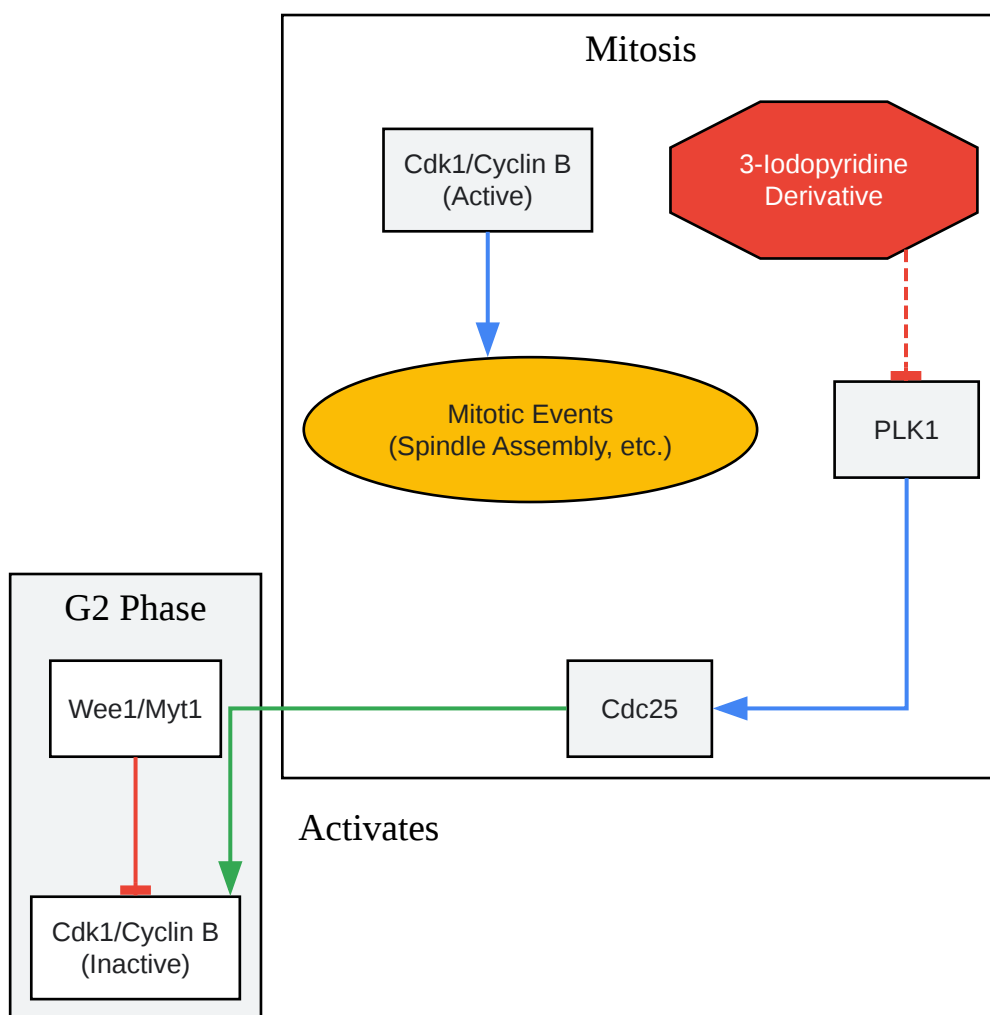 Mitosis
Cdk1/Cyclin B
(Active)
3-Iodopyridine
Derivative
Mitotic Events
(Spindle Assembly, etc.)
PLK1
G2 Phase
Wee1/Myt1
Cdc25
Activates
Cdk1/Cyclin B
(Inactive)